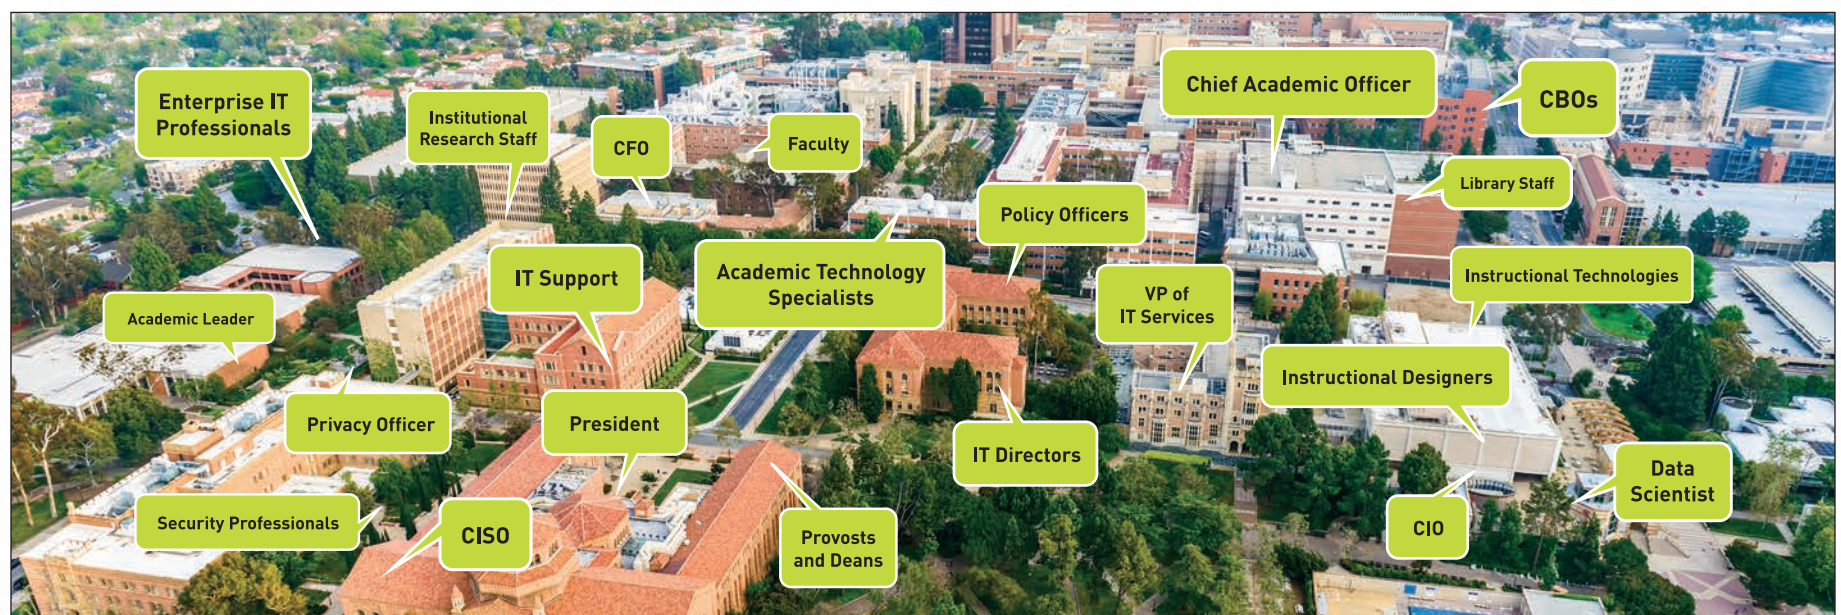 Enterprise IT
Professionals
Institutional
Research Staff
CFO
Faculty
Chief Academic Officer
CBOs
Library Staff
Policy Officers
IT Support
Academic Technology
Specialists
VP of
IT Services
Instructional Technologies
Academic Leader
Instructional Designers
Privacy Officer
President
IT Directors
Data
Scientist
Security Professionals
CISO
Provosts
and Deans
CIO